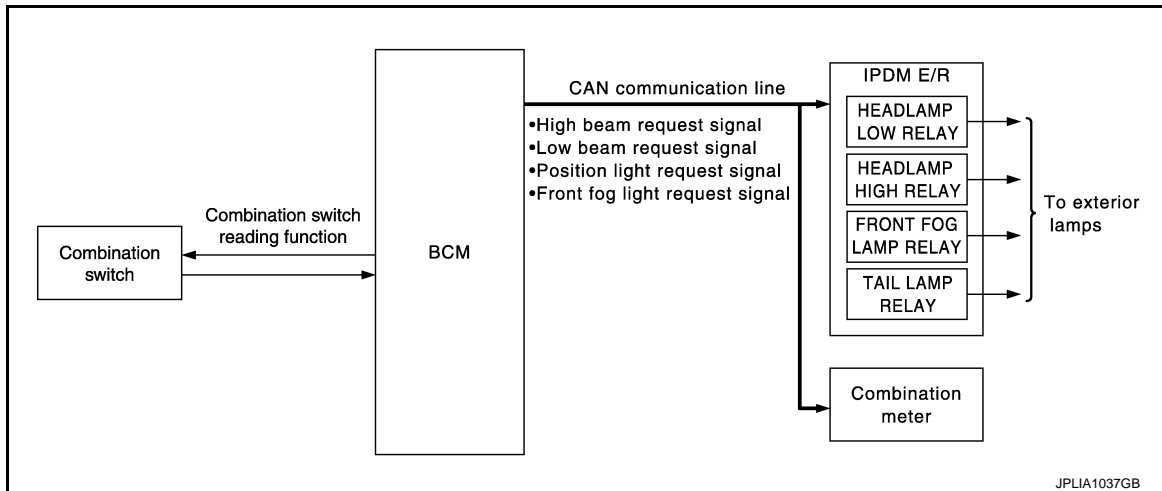 Combination
switch
Combination switch
reading function
BCM
CAN communication line
•High beam request signal
•Low beam request signal
•Position light request signal
•Front fog light request signal
IPDM E/R
HEADLAMP
LOW RELAY
HEADLAMP
HIGH RELAY
FRONT FOG
LAMP RELAY
TAIL LAMP
RELAY
To exterior
lamps
Combination
meter
JPLIA1037GB